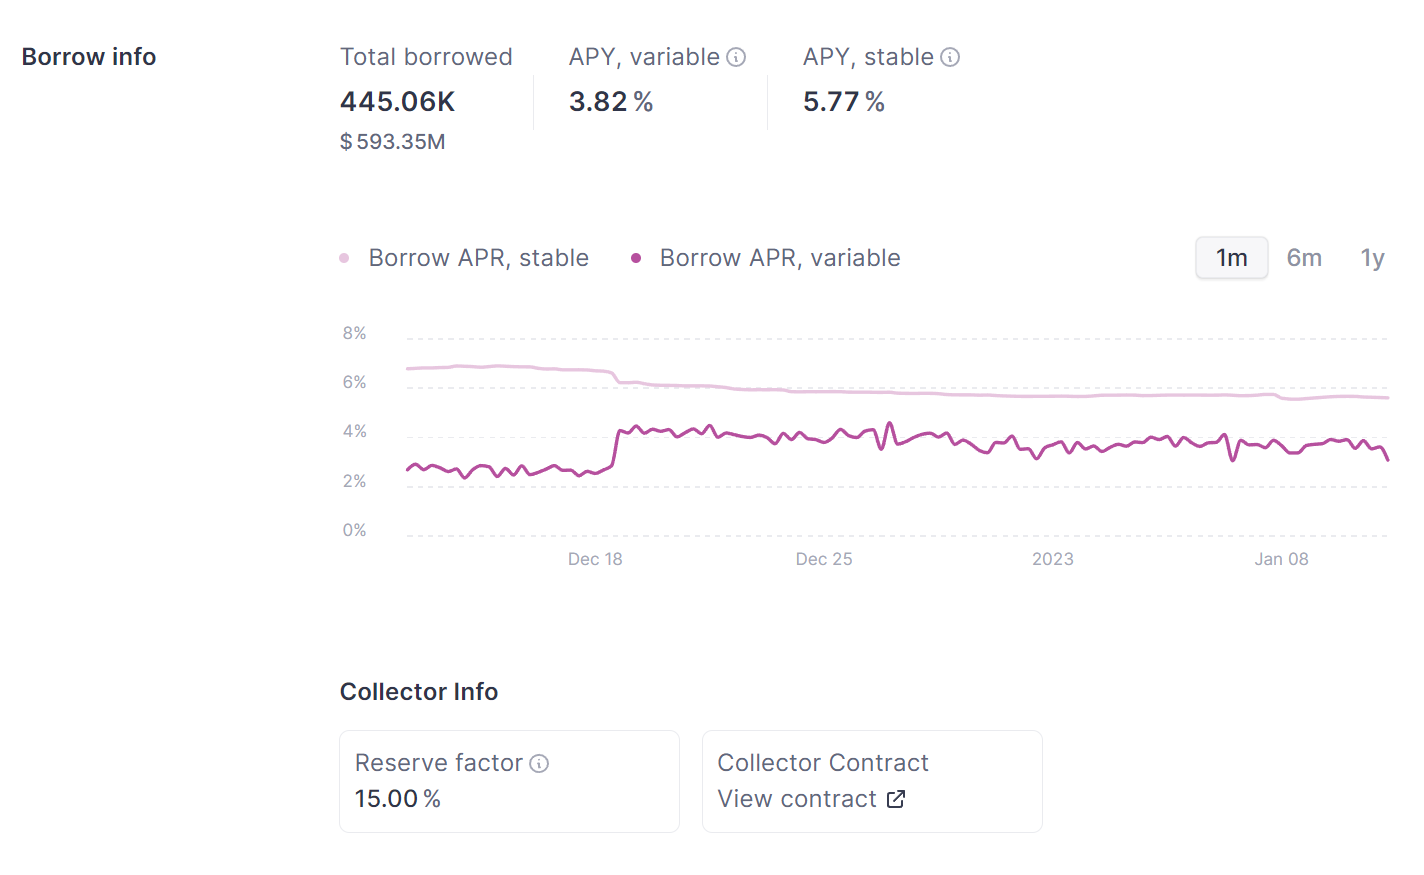 Borrow info
Total borrowed
445.06K
$ 593.35M
APY, variable
3.82 %
APY, stable
5.77 %
Borrow APR, stable
Borrow APR, variable
1m
6m
1y
8%
6%
4%
2%
0%
Dec 18
Dec 25
2023
Jan 08
Collector Info
Reserve factor
15.00 %
Collector Contract
View contract